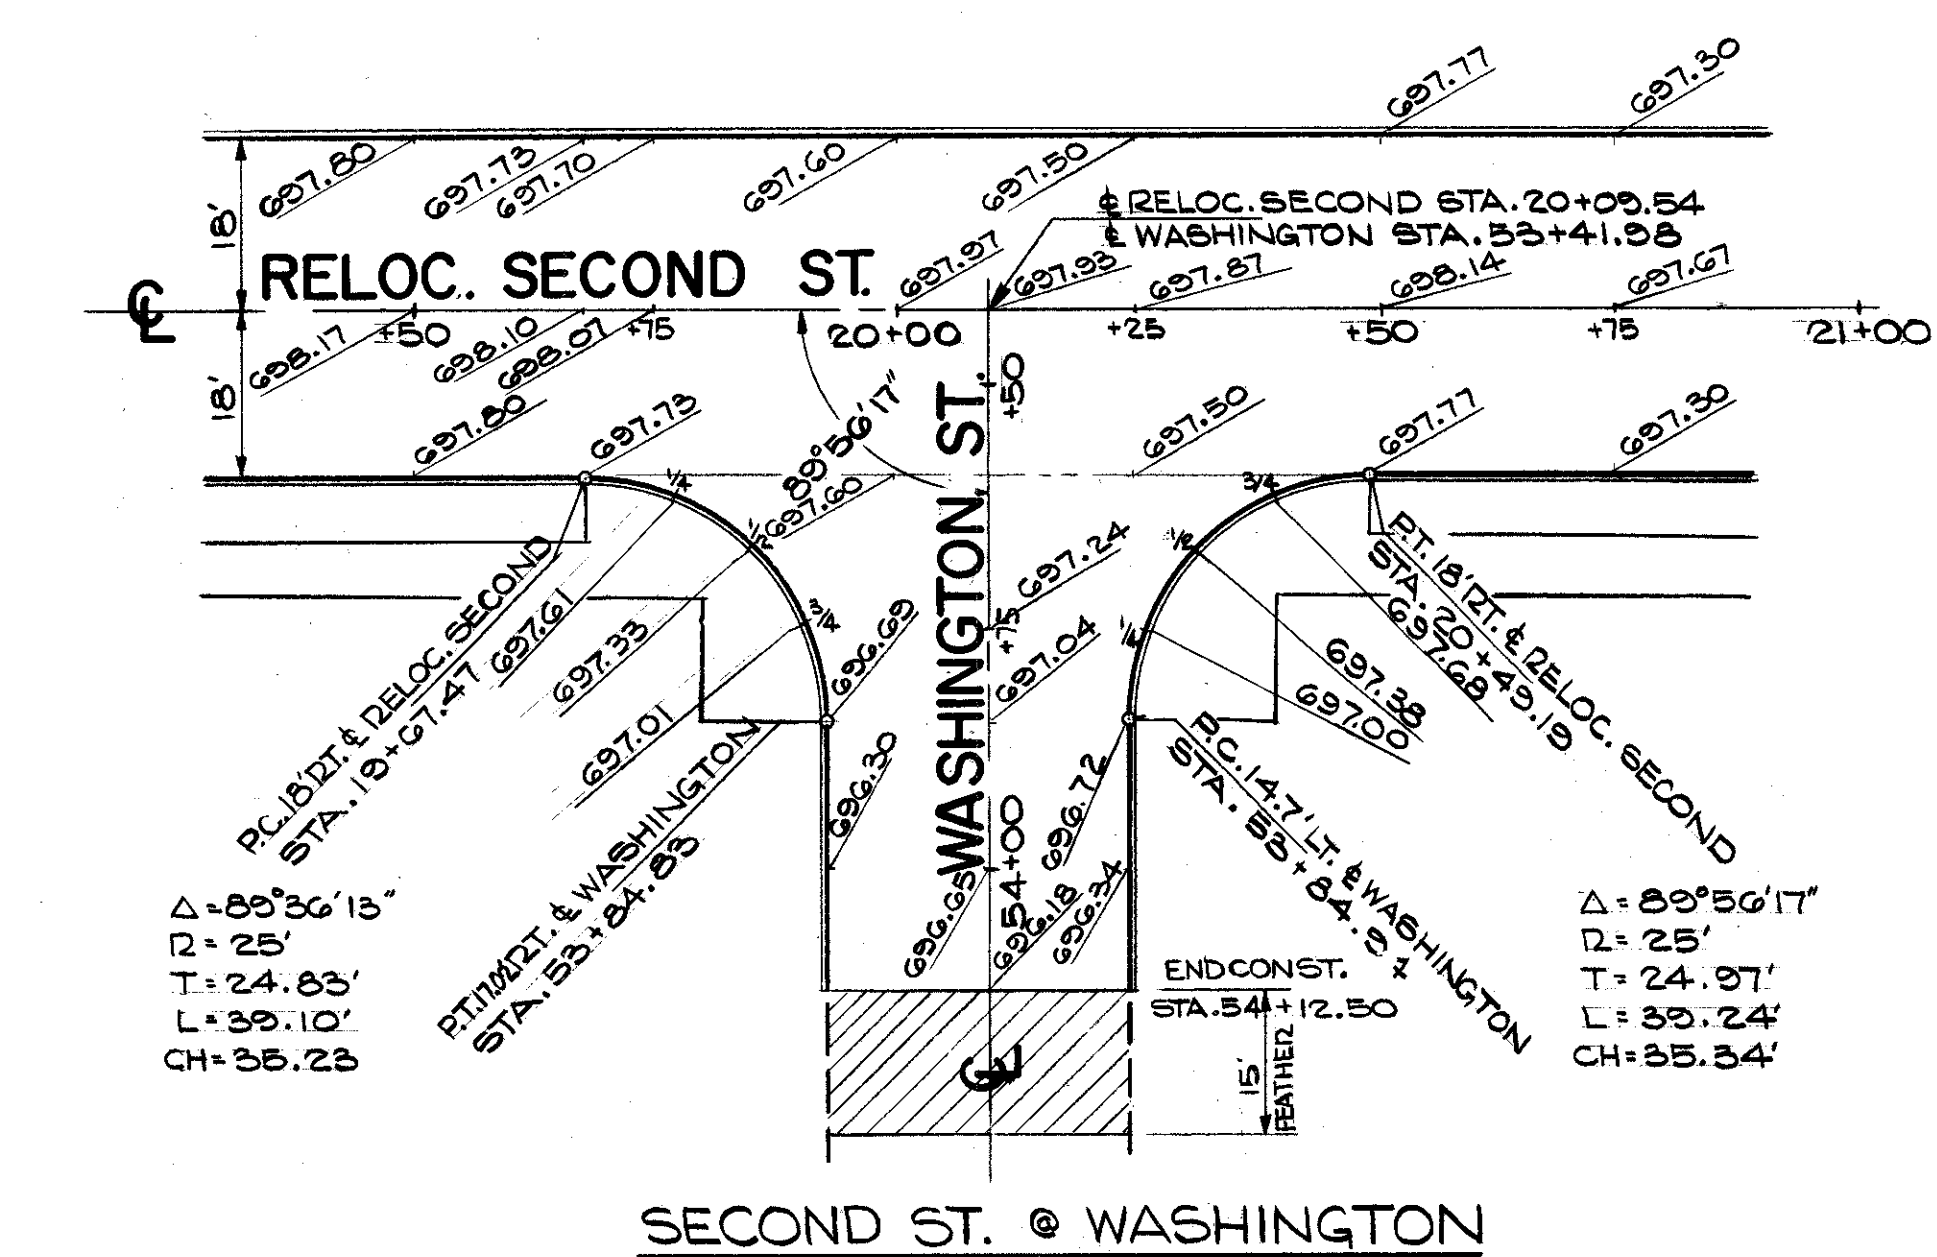 697.77
697.30
697.80
697.73
697.70
697.60
697.50
18'
℄ RELOC. SECOND STA. 20+09.54
℄ WASHINGTON STA. 53+41.98
RELOC. SECOND ST.
697.97
697.93
697.87
698.14
697.67
℄
+50
+75
20+00
+25
+50
+75
21+00
698.17
698.10
698.07
18'
697.80
697.73
89°56'17"
WASHINGTON ST.
+50
697.50
697.77
697.30
1/4
1/2
3/4
697.60
697.24
+75
697.04
3/4
1/2
1/4
P.C. 18' RT. ℄ RELOC. SECOND
STA. 19+67.47
697.61
697.33
697.01
696.69
P.T. 17.02' RT. ℄ WASHINGTON
STA. 53+84.83
696.30
696.72
696.65
54+00
696.18
696.34
P.T. 18' RT. ℄ RELOC. SECOND
STA. 20+49.19
697.68
697.38
697.00
P.C. 14.7' LT. ℄ WASHINGTON
STA. 53+84.9
Δ=89°36'13"
R=25'
T=24.83'
L=39.10'
CH=35.23
Δ=89°56'17"
R=25'
T=24.97'
L=39.24'
CH=35.34'
END CONST.
STA. 54+12.50
15'
FEATHER
℄
SECOND ST. @ WASHINGTON